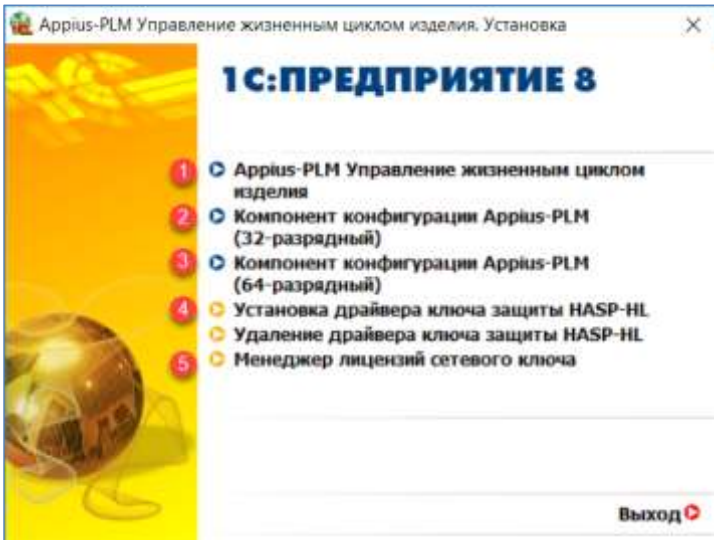 Appius-PLM Управление жизненным циклом изделия. Установка
1С:ПРЕДПРИЯТИЕ 8
1 Appius-PLM Управление жизненным циклом
изделия
2 Компонент конфигурации Appius-PLM
(32-разрядный)
3 Компонент конфигурации Appius-PLM
(64-разрядный)
4 Установка драйвера ключа защиты HASP-HL
Удаление драйвера ключа защиты HASP-HL
5 Менеджер лицензий сетевого ключа
Выход